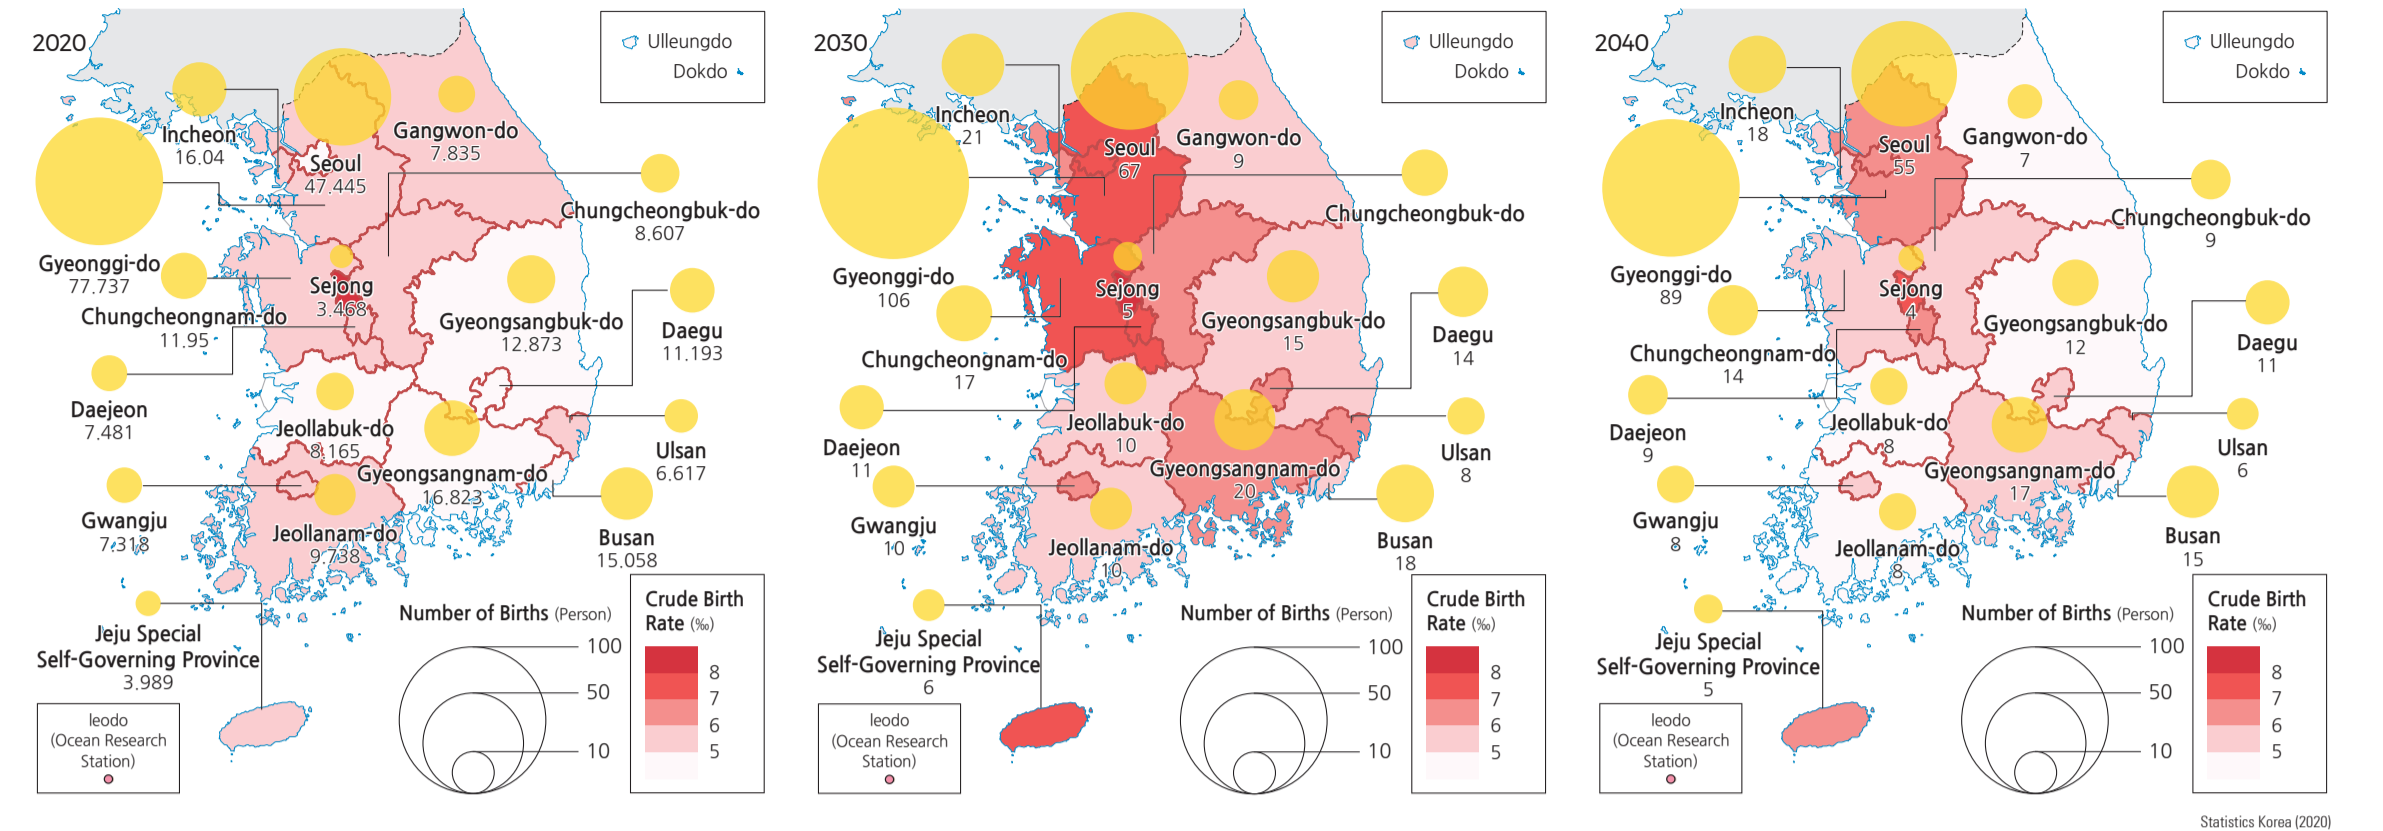 2020
Ulleungdo
Dokdo
Incheon
16.04
Seoul
47.445
Gangwon-do
7.835
Chungcheongbuk-do
8.607
Gyeonggi-do
77.737
Chungcheongnam-do
11.95
Sejong
3.468
Gyeongsangbuk-do
12.873
Daegu
11.193
Daejeon
7.481
Jeollabuk-do
8.165
Ulsan
6.617
Gyeongsangnam-do
16.823
Gwangju
7.318
Jeollanam-do
9.738
Busan
15.058
Jeju Special
Self-Governing Province
3.989
Ieodo
(Ocean Research
Station)
Number of Births (Person)
100
50
10
Crude Birth
Rate (‰)
8
7
6
5
2030
Ulleungdo
Dokdo
Incheon
21
Seoul
67
Gangwon-do
9
Chungcheongbuk-do
Gyeonggi-do
106
Chungcheongnam-do
17
Sejong
5
Gyeongsangbuk-do
15
Daegu
14
Daejeon
11
Jeollabuk-do
10
Ulsan
8
Gyeongsangnam-do
20
Gwangju
10
Jeollanam-do
10
Busan
18
Jeju Special
Self-Governing Province
6
Ieodo
(Ocean Research
Station)
Number of Births (Person)
100
50
10
Crude Birth
Rate (‰)
8
7
6
5
2040
Ulleungdo
Dokdo
Incheon
18
Seoul
55
Gangwon-do
7
Chungcheongbuk-do
9
Gyeonggi-do
89
Chungcheongnam-do
14
Sejong
4
Gyeongsangbuk-do
12
Daegu
11
Daejeon
9
Jeollabuk-do
8
Ulsan
6
Gyeongsangnam-do
17
Gwangju
8
Jeollanam-do
8
Busan
15
Jeju Special
Self-Governing Province
5
Ieodo
(Ocean Research
Station)
Number of Births (Person)
100
50
10
Crude Birth
Rate (‰)
8
7
6
5
Statistics Korea (2020)